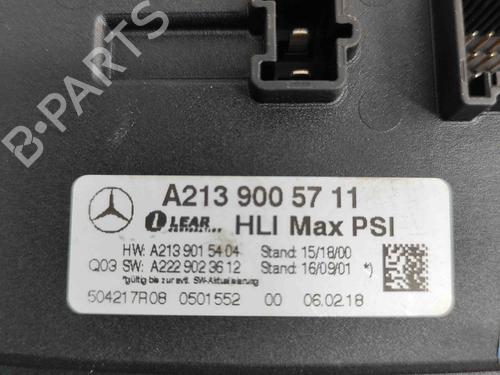 B-PARTS
A213 900 57 11
LEAR CORPORATION HLI Max PSI
HW: A213 901 54 04 Stand: 15/18/00
Q03 SW: A222 902 36 12 Stand: 16/09/01 *)
*gültig bis zur evtl. SW-Aktualisierung
504217R08 0501552 00 06.02.18